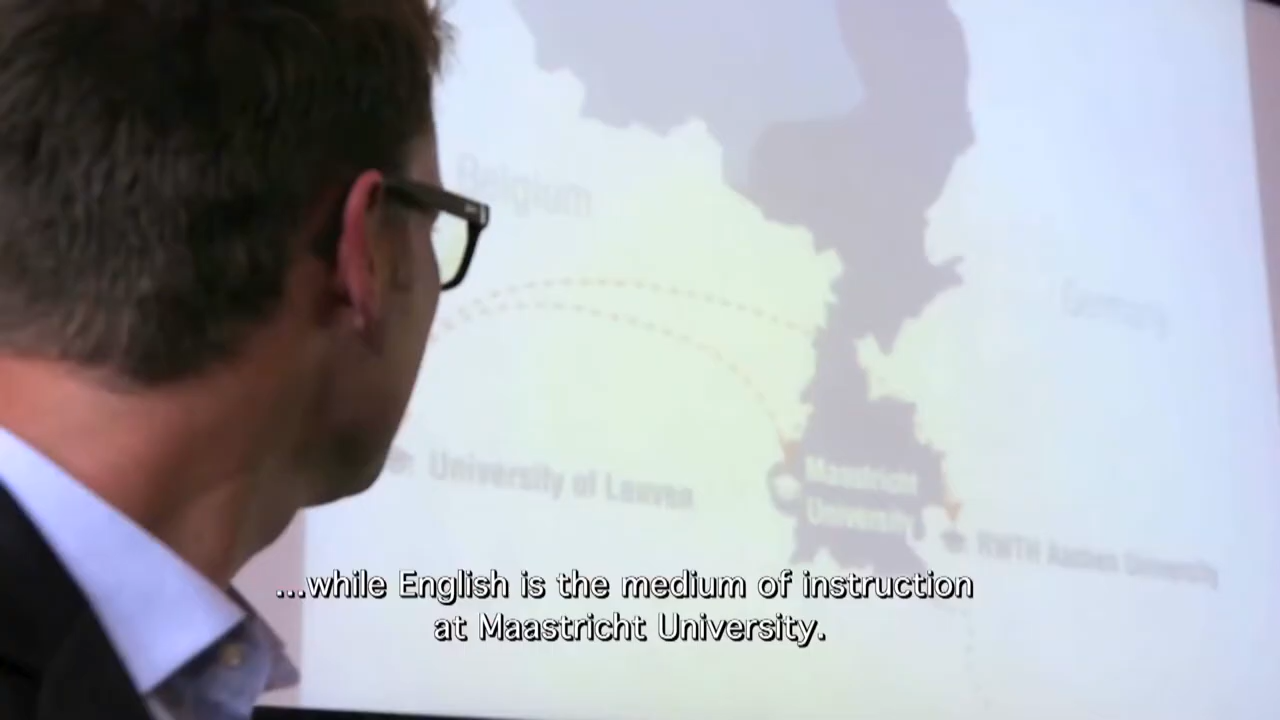 Belgium
Germany
University of Leuven
Maastricht
University
RWTH Aachen University
...while English is the medium of instruction
at Maastricht University.